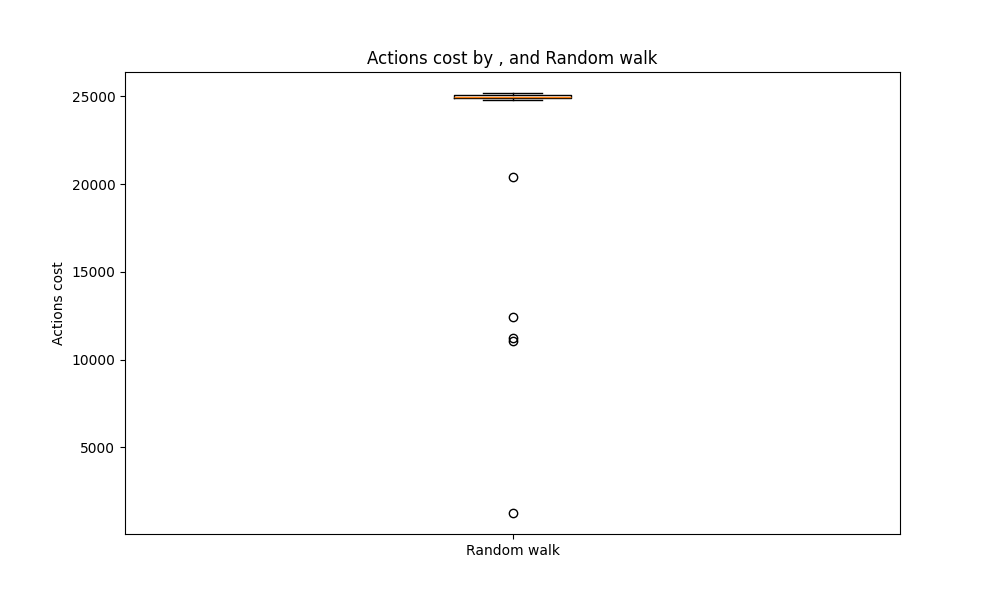 Actions cost by , and Random walk
25000
20000
15000
10000
5000
Actions cost
Random walk